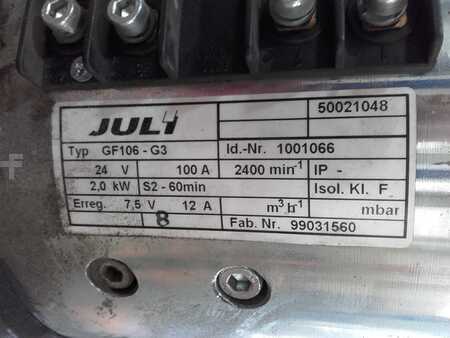 50021048
JULI
Typ GF106 - G3 Id.-Nr. 1001066
24 V 100 A 2400 min-1 IP -
2,0 kW S2 - 60min Isol. Kl. F
Erreg. 7,5 V 12 A m³h-1 mbar
8 Fab. Nr. 99031560